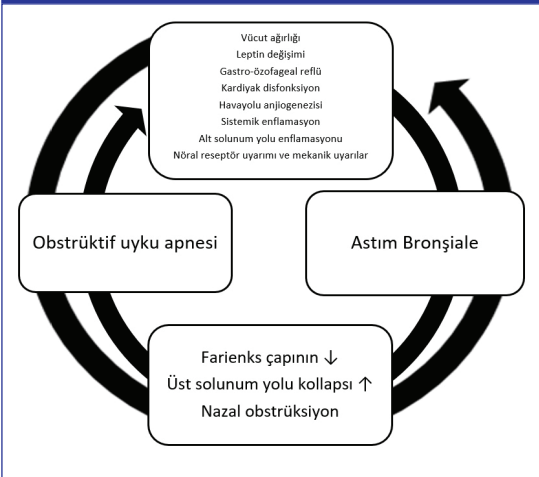 Vücut ağırlığı
Leptin değişimi
Gastro-özofageal reflü
Kardiyak disfonksiyon
Havayolu anjiogenezisi
Sistemik enflamasyon
Alt solunum yolu enflamasyonu
Nöral reseptör uyarımı ve mekanik uyarılar
Obstrüktif uyku apnesi
Astım Bronşiale
Farienks çapının ↓
Üst solunum yolu kollapsı ↑
Nazal obstrüksiyon